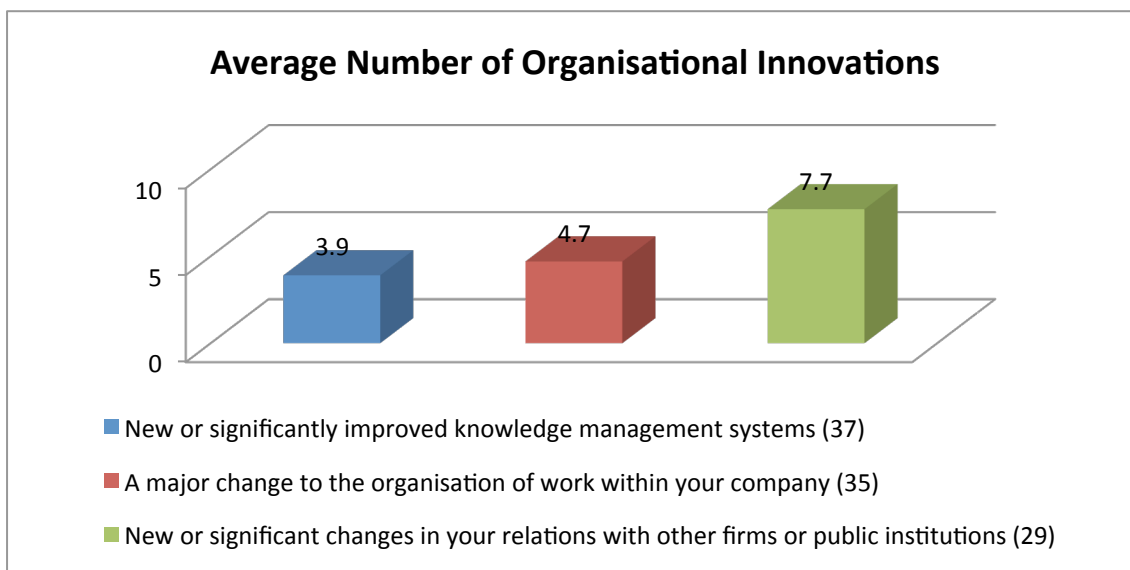 Average Number of Organisational Innovations
10
5
0
3.9
4.7
7.7
New or significantly improved knowledge management systems (37)
A major change to the organisation of work within your company (35)
New or significant changes in your relations with other firms or public institutions (29)